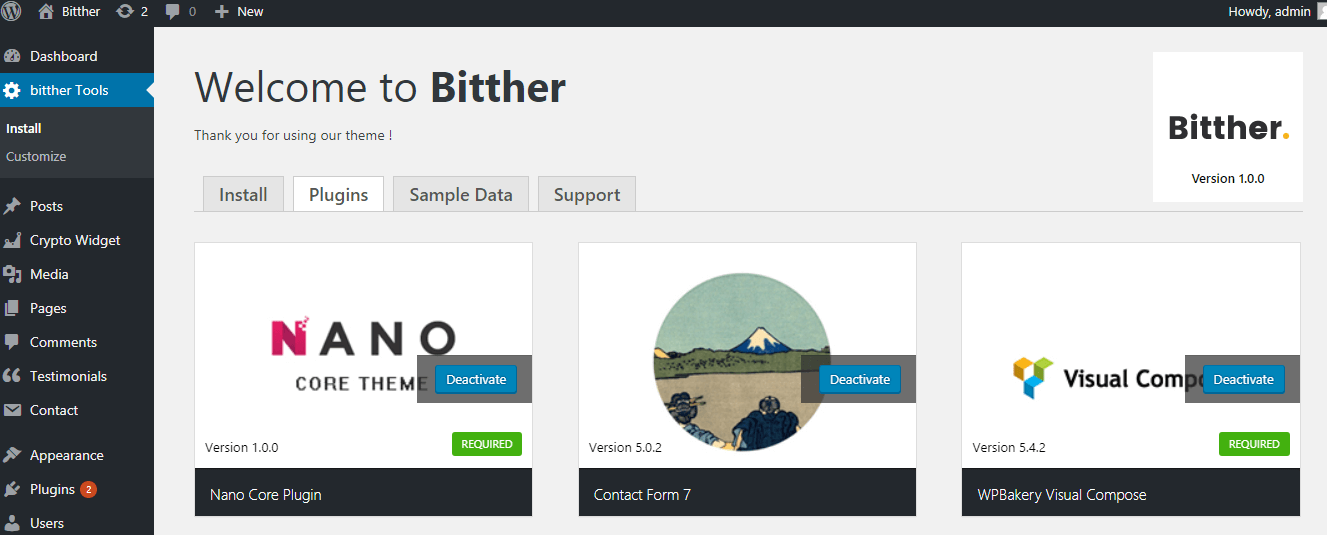 Bitther 2 0 New Howdy, admin
Dashboard
bitther Tools
Install
Customize
Posts
Crypto Widget
Media
Pages
Comments
Testimonials
Contact
Appearance
Plugins 2
Users
Welcome to Bitther
Thank you for using our theme !
Bitther.
Version 1.0.0
Install Plugins Sample Data Support
NANO
CORE THEME
Deactivate
Version 1.0.0 REQUIRED
Nano Core Plugin
Deactivate
Version 5.0.2
Contact Form 7
Visual Compo
Deactivate
Version 5.4.2 REQUIRED
WPBakery Visual Compose